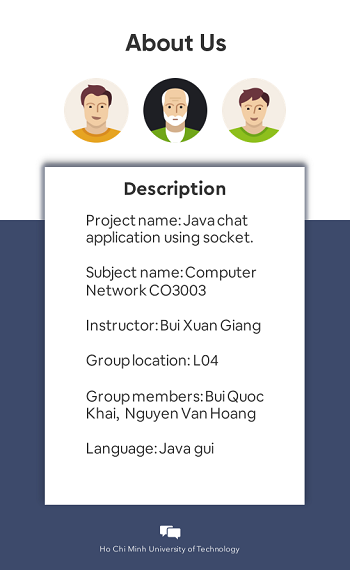 About Us
Description
Project name: Java chat
application using socket.
Subject name: Computer
Network CO3003
Instructor: Bui Xuan Giang
Group location: L04
Group members: Bui Quoc
Khai, Nguyen Van Hoang
Language: Java gui
Ho Chi Minh University of Technology